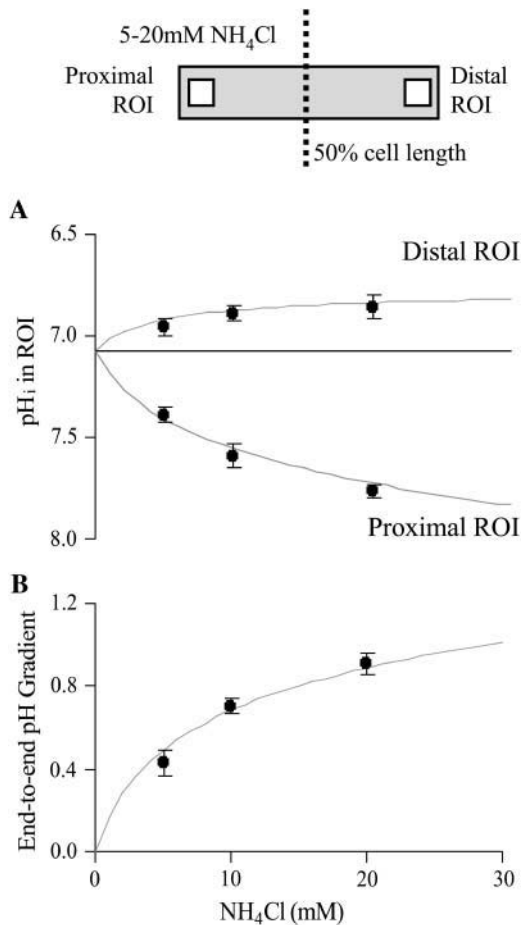 5-20mM NH₄Cl
Proximal ROI
Distal ROI
50% cell length
A
6.5
7.0
7.5
8.0
pHᵢ in ROI
Distal ROI
Proximal ROI
B
1.2
0.8
0.4
0.0
End-to-end pH Gradient
0 10 20 30
NH₄Cl (mM)